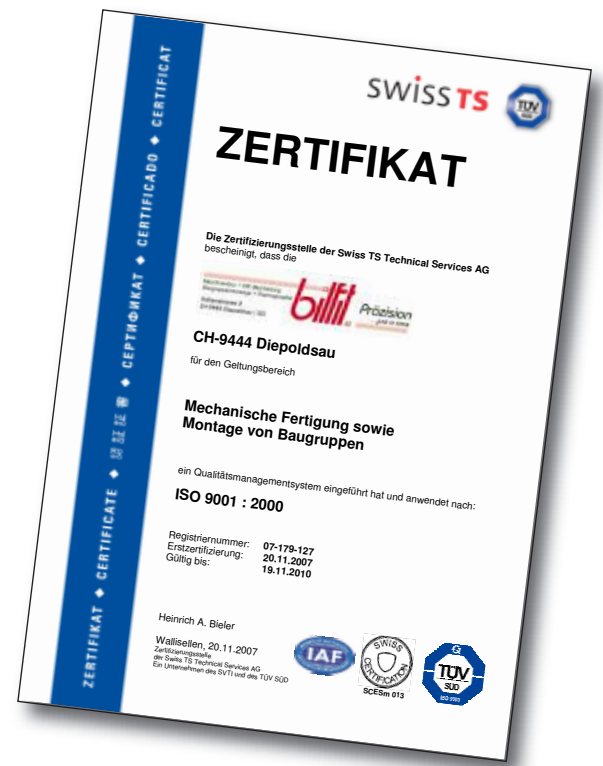 SWISS TS
TÜV
ZERTIFIKAT
Die Zertifizierungsstelle der Swiss TS Technical Services AG
bescheinigt, dass die
Präzision
CH-9444 Diepoldsau
für den Geltungsbereich
Mechanische Fertigung sowie
Montage von Baugruppen
ein Qualitätsmanagementsystem eingeführt hat und anwendet nach:
ISO 9001 : 2000
Registriernummer: 07-179-127
Erstzertifizierung: 20.11.2007
Gültig bis: 19.11.2010
Heinrich A. Bieler
Wallisellen, 20.11.2007
Zertifizierungsstelle
der Swiss TS Technical Services AG
Ein Unternehmen des SVTI und des TÜV SÜD
IAF
SWISS
CERTIFICATION
SCESm 013
TÜV
SÜD
ISO 9001
ZERTIFIKAT ◆ CERTIFICATE ◆ ◆ СЕРТИФИКАТ ◆ CERTIFICADO ◆ CERTIFICAT